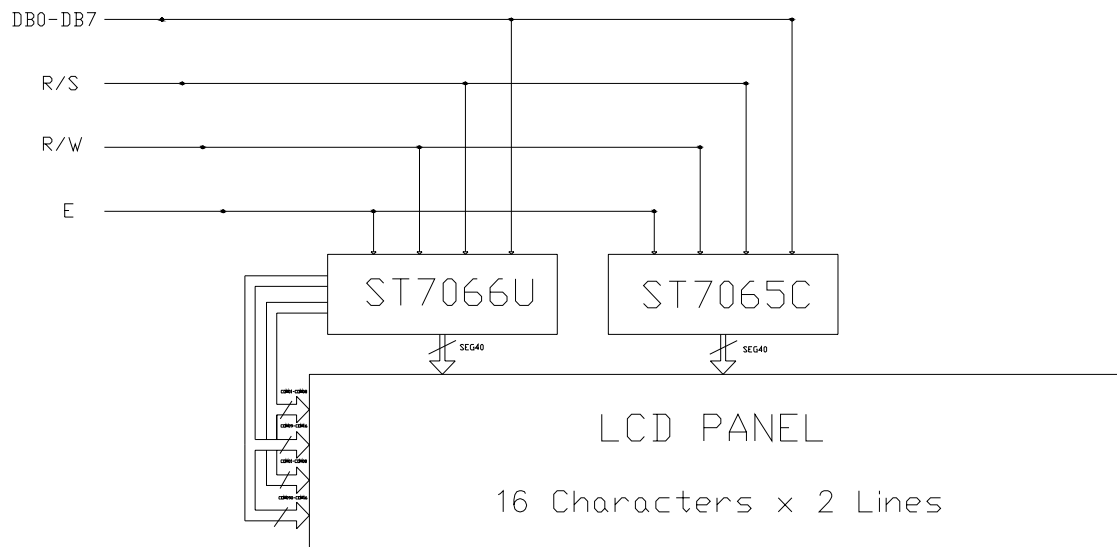 DB0-DB7
R/S
R/W
E
ST7066U
ST7065C
SEG40
SEG40
LCD PANEL
16 Characters x 2 Lines